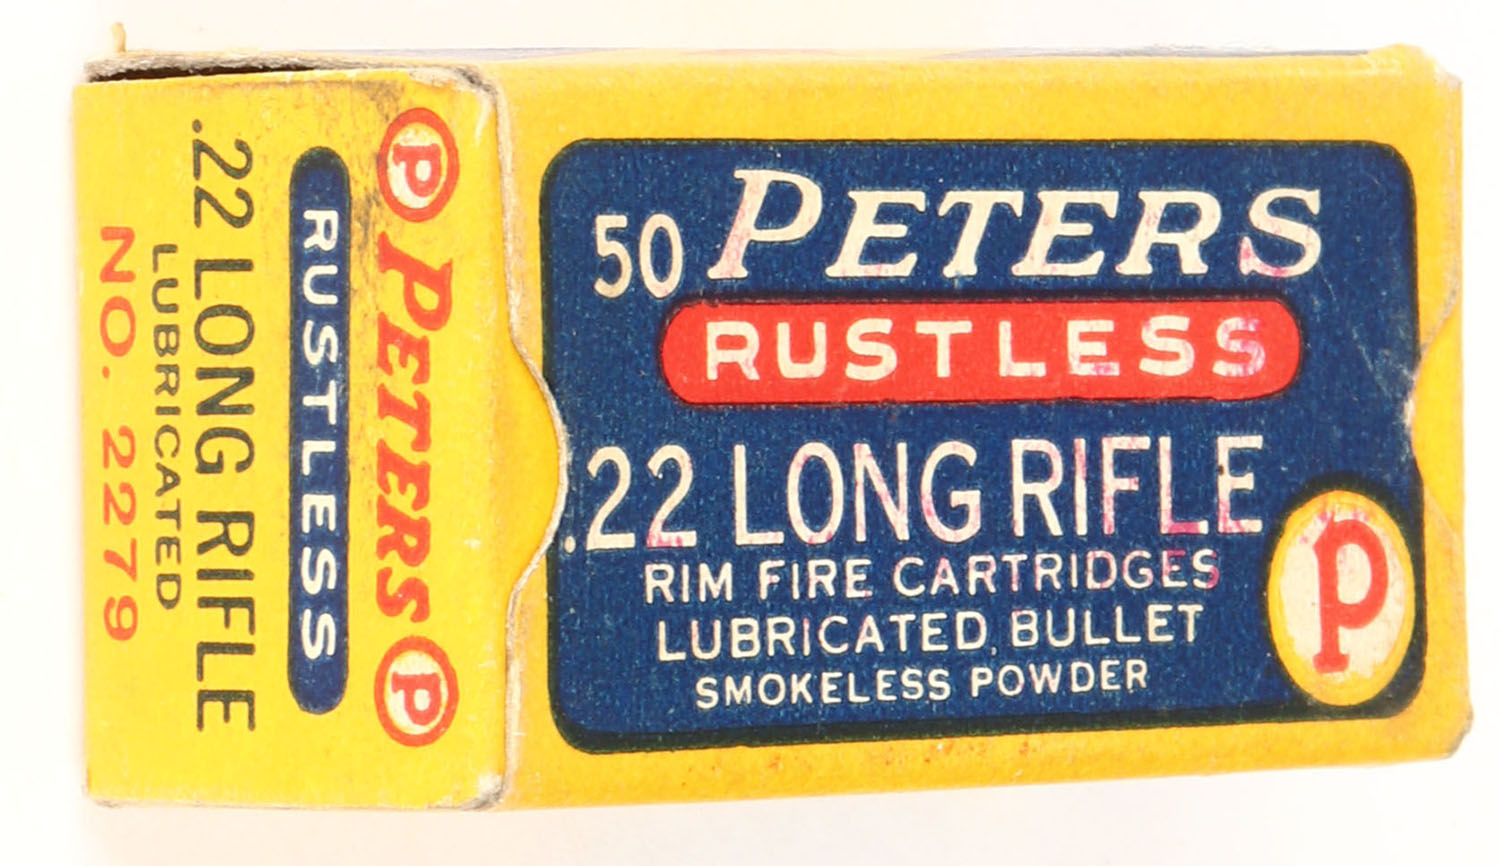 50 PETERS
RUSTLESS
.22 LONG RIFLE
RIM FIRE CARTRIDGES
LUBRICATED BULLET
SMOKELESS POWDER
P
P PETERS P
RUSTLESS
.22 LONG RIFLE
LUBRICATED
NO. 2279